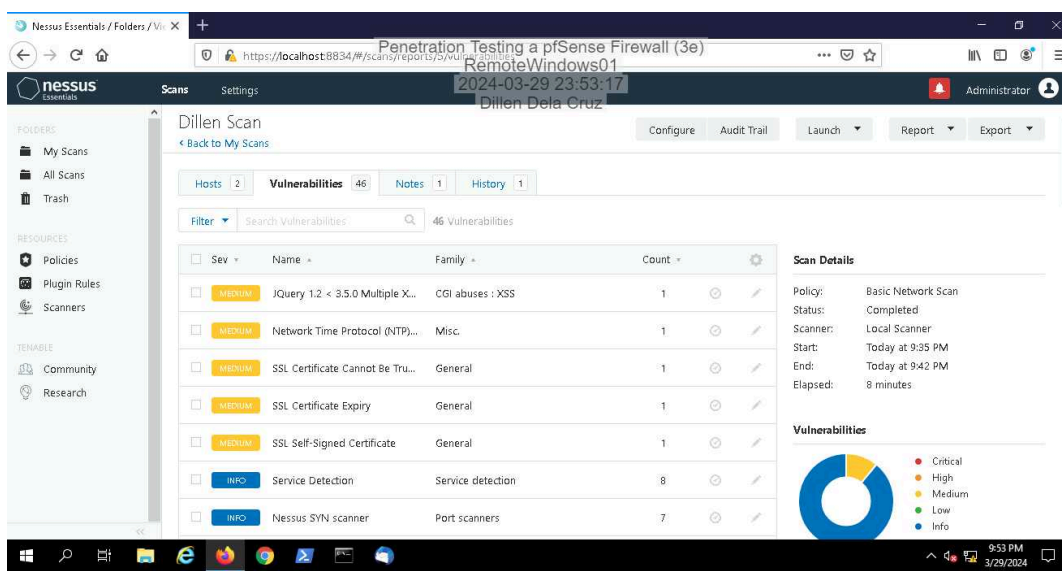 Nessus Essentials / Folders / Vi
https://localhost:8834/#/scans/reports/5/vulnerabilities
Penetration Testing a pfSense Firewall (3e)
RemoteWindows01
2024-03-29 23:53:17
Dillen Dela Cruz
nessus
Essentials
Scans
Settings
Administrator
FOLDERS
My Scans
All Scans
Trash
RESOURCES
Policies
Plugin Rules
Scanners
TENABLE
Community
Research
Dillen Scan
Back to My Scans
Configure
Audit Trail
Launch
Report
Export
Hosts 2
Vulnerabilities 46
Notes 1
History 1
Filter
Search Vulnerabilities
46 Vulnerabilities
Sev Name Family Count
MEDIUM JQuery 1.2 < 3.5.0 Multiple X... CGI abuses : XSS 1
MEDIUM Network Time Protocol (NTP)... Misc. 1
MEDIUM SSL Certificate Cannot Be Tru... General 1
MEDIUM SSL Certificate Expiry General 1
MEDIUM SSL Self-Signed Certificate General 1
INFO Service Detection Service detection 8
INFO Nessus SYN scanner Port scanners 7
Scan Details
Policy: Basic Network Scan
Status: Completed
Scanner: Local Scanner
Start: Today at 9:35 PM
End: Today at 9:42 PM
Elapsed: 8 minutes
Vulnerabilities
Critical
High
Medium
Low
Info
9:53 PM
3/29/2024